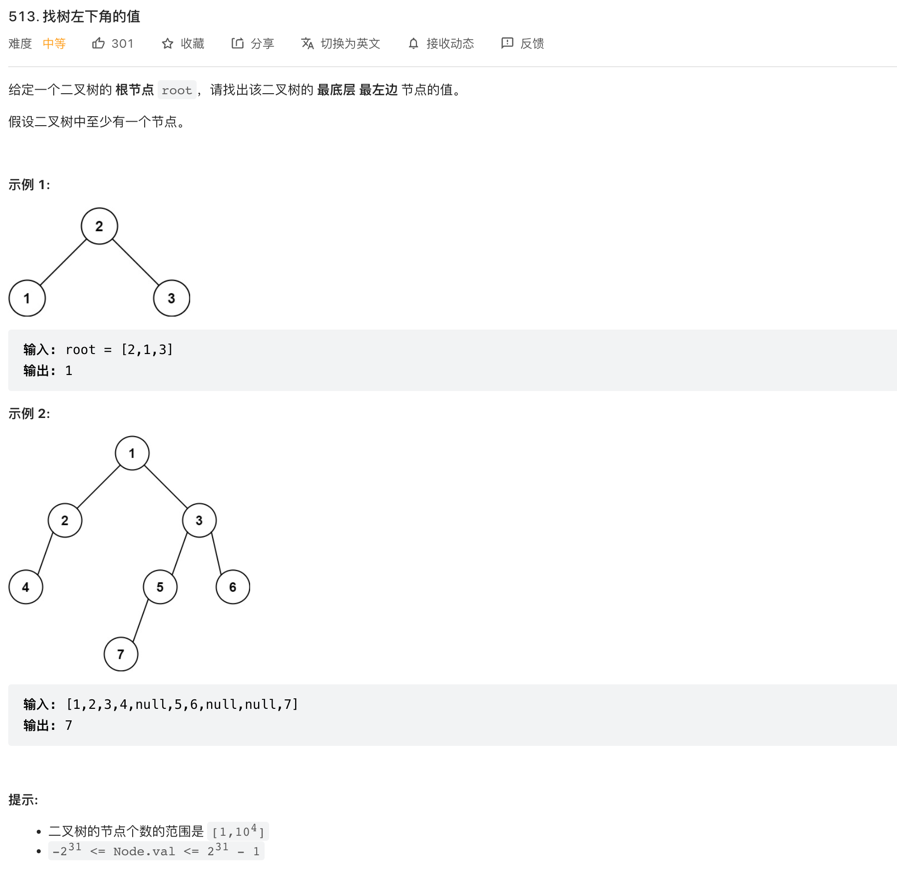 513. 找树左下角的值
难度 中等 301 收藏 分享 切换为英文 接收动态 反馈
给定一个二叉树的 根节点 root，请找出该二叉树的 最底层 最左边 节点的值。
假设二叉树中至少有一个节点。
示例 1:
2
1 3
输入: root = [2,1,3]
输出: 1
示例 2:
1
2 3
4 5 6
7
输入: [1,2,3,4,null,5,6,null,null,7]
输出: 7
提示:
• 二叉树的节点个数的范围是 [1,10⁴]
• -2³¹ <= Node.val <= 2³¹ - 1